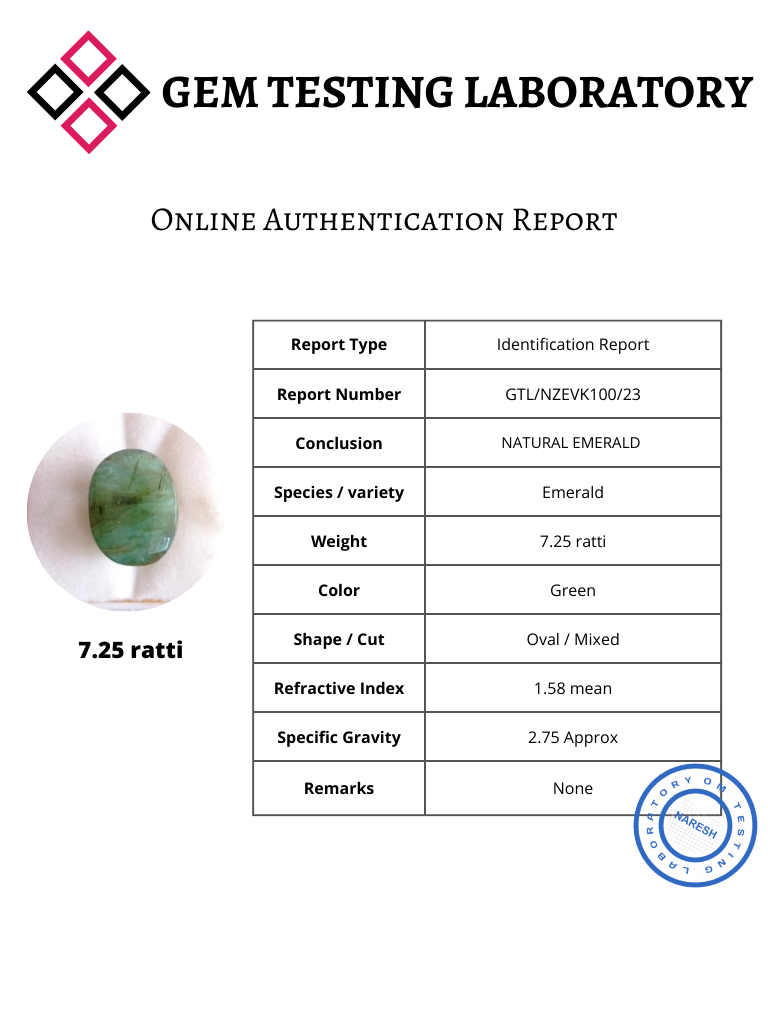 GEM TESTING LABORATORY
Online Authentication Report
Report Type Identification Report
Report Number GTL/NZEVK100/23
Conclusion NATURAL EMERALD
Species / variety Emerald
Weight 7.25 ratti
Color Green
Shape / Cut Oval / Mixed
Refractive Index 1.58 mean
Specific Gravity 2.75 Approx
Remarks None
7.25 ratti
OM TESTING LABORATORY
NARESH